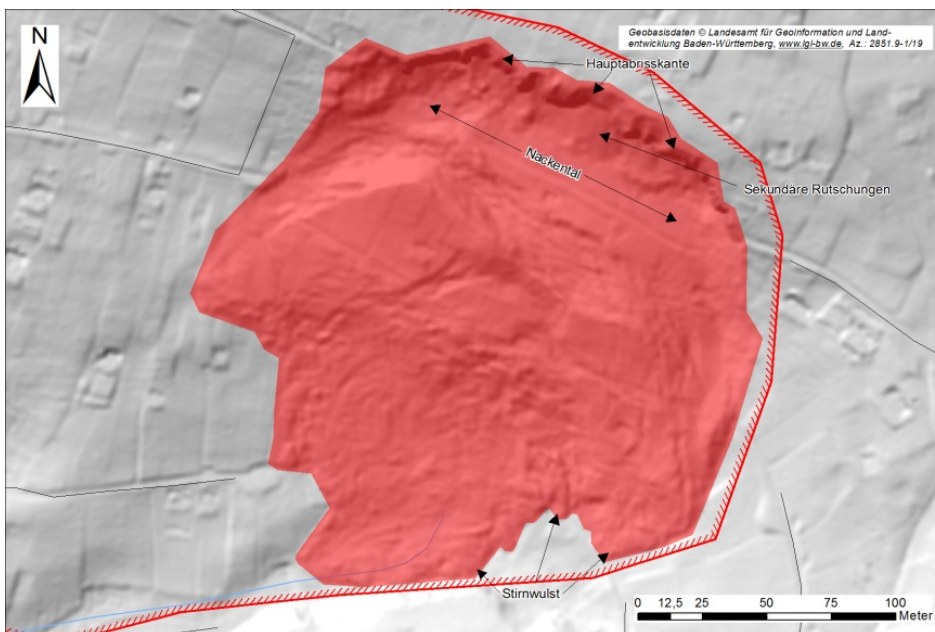 N
Geobasisdaten © Landesamt für Geoinformation und Land-
entwicklung Baden-Württemberg, www.lgl-bw.de, Az.: 2851.9-1/19
Hauptabrisskante
Nackental
Sekundäre Rutschungen
Stirnwulst
0 12,5 25 50 75 100
Meter